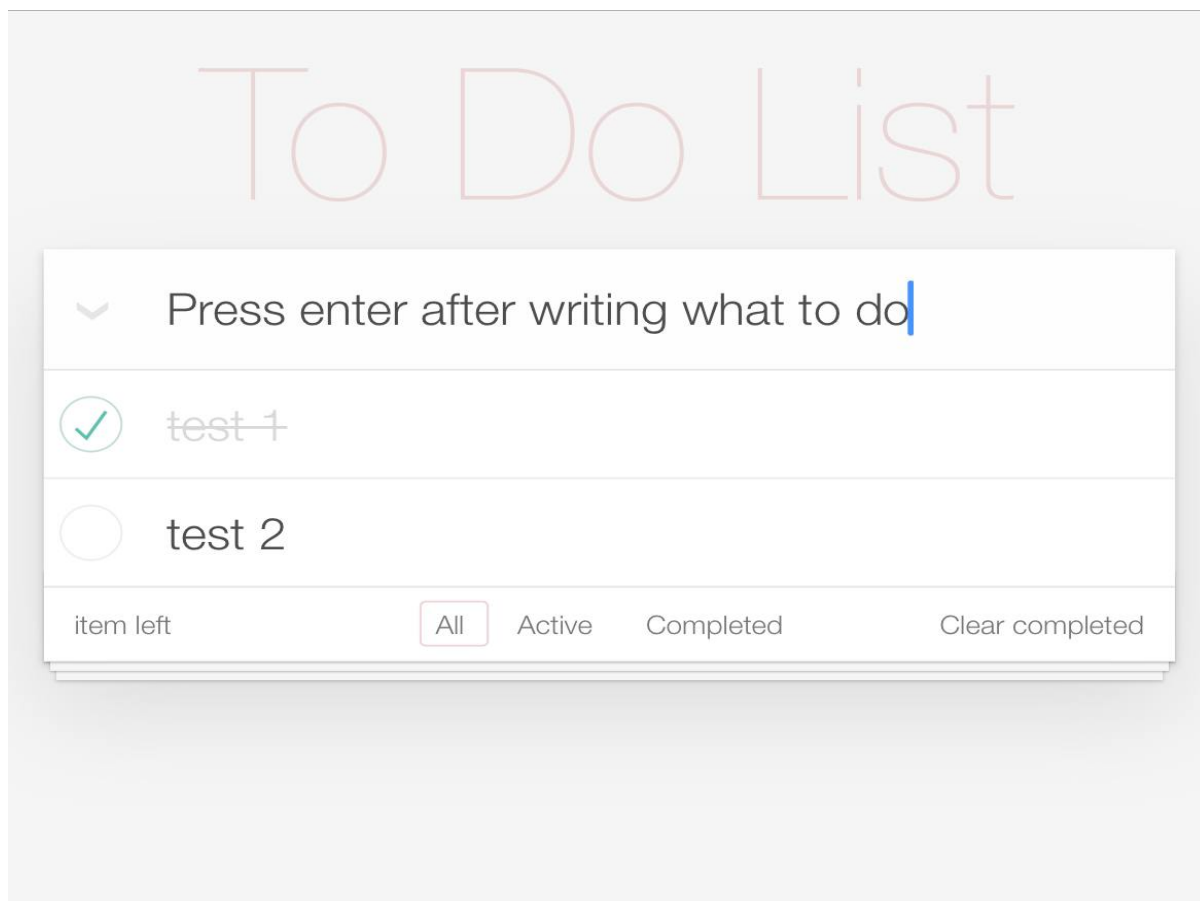 To Do List
Press enter after writing what to do
test 1
test 2
item left All Active Completed Clear completed